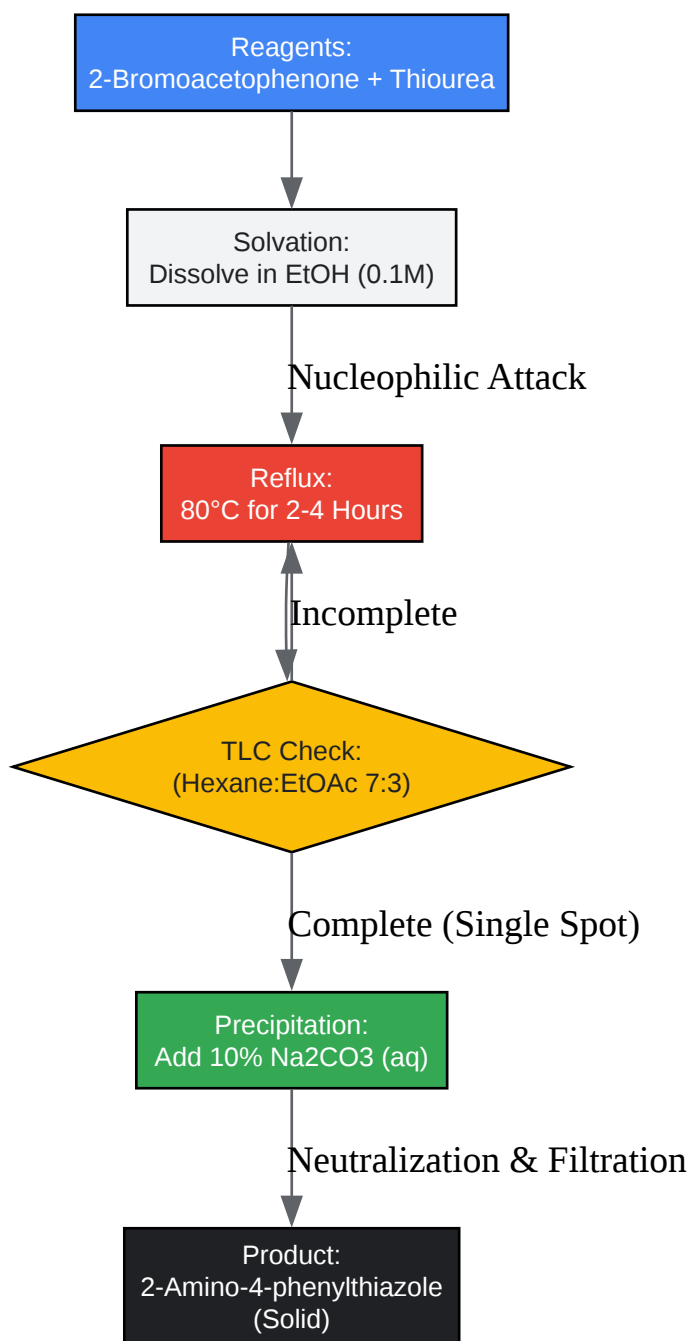 Reagents:
2-Bromoacetophenone + Thiourea
Solvation:
Dissolve in EtOH (0.1M)
Nucleophilic Attack
Reflux:
80°C for 2-4 Hours
Incomplete
TLC Check:
(Hexane:EtOAc 7:3)
Complete (Single Spot)
Precipitation:
Add 10% Na2CO3 (aq)
Neutralization & Filtration
Product:
2-Amino-4-phenylthiazole
(Solid)